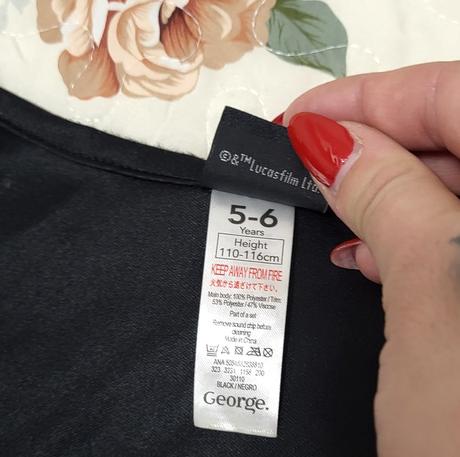 ©&™Lucasfilm Ltd.
5-6
Years
Height
110-116cm
KEEP AWAY FROM FIRE
火気から遠ざけて下さい。
Main body: 100% Polyester / Trim:
53% Polyester / 47% Viscose
Part of a set
Remove sound chip before
cleaning
Made in China
30110
BLACK / NEGRO
George.